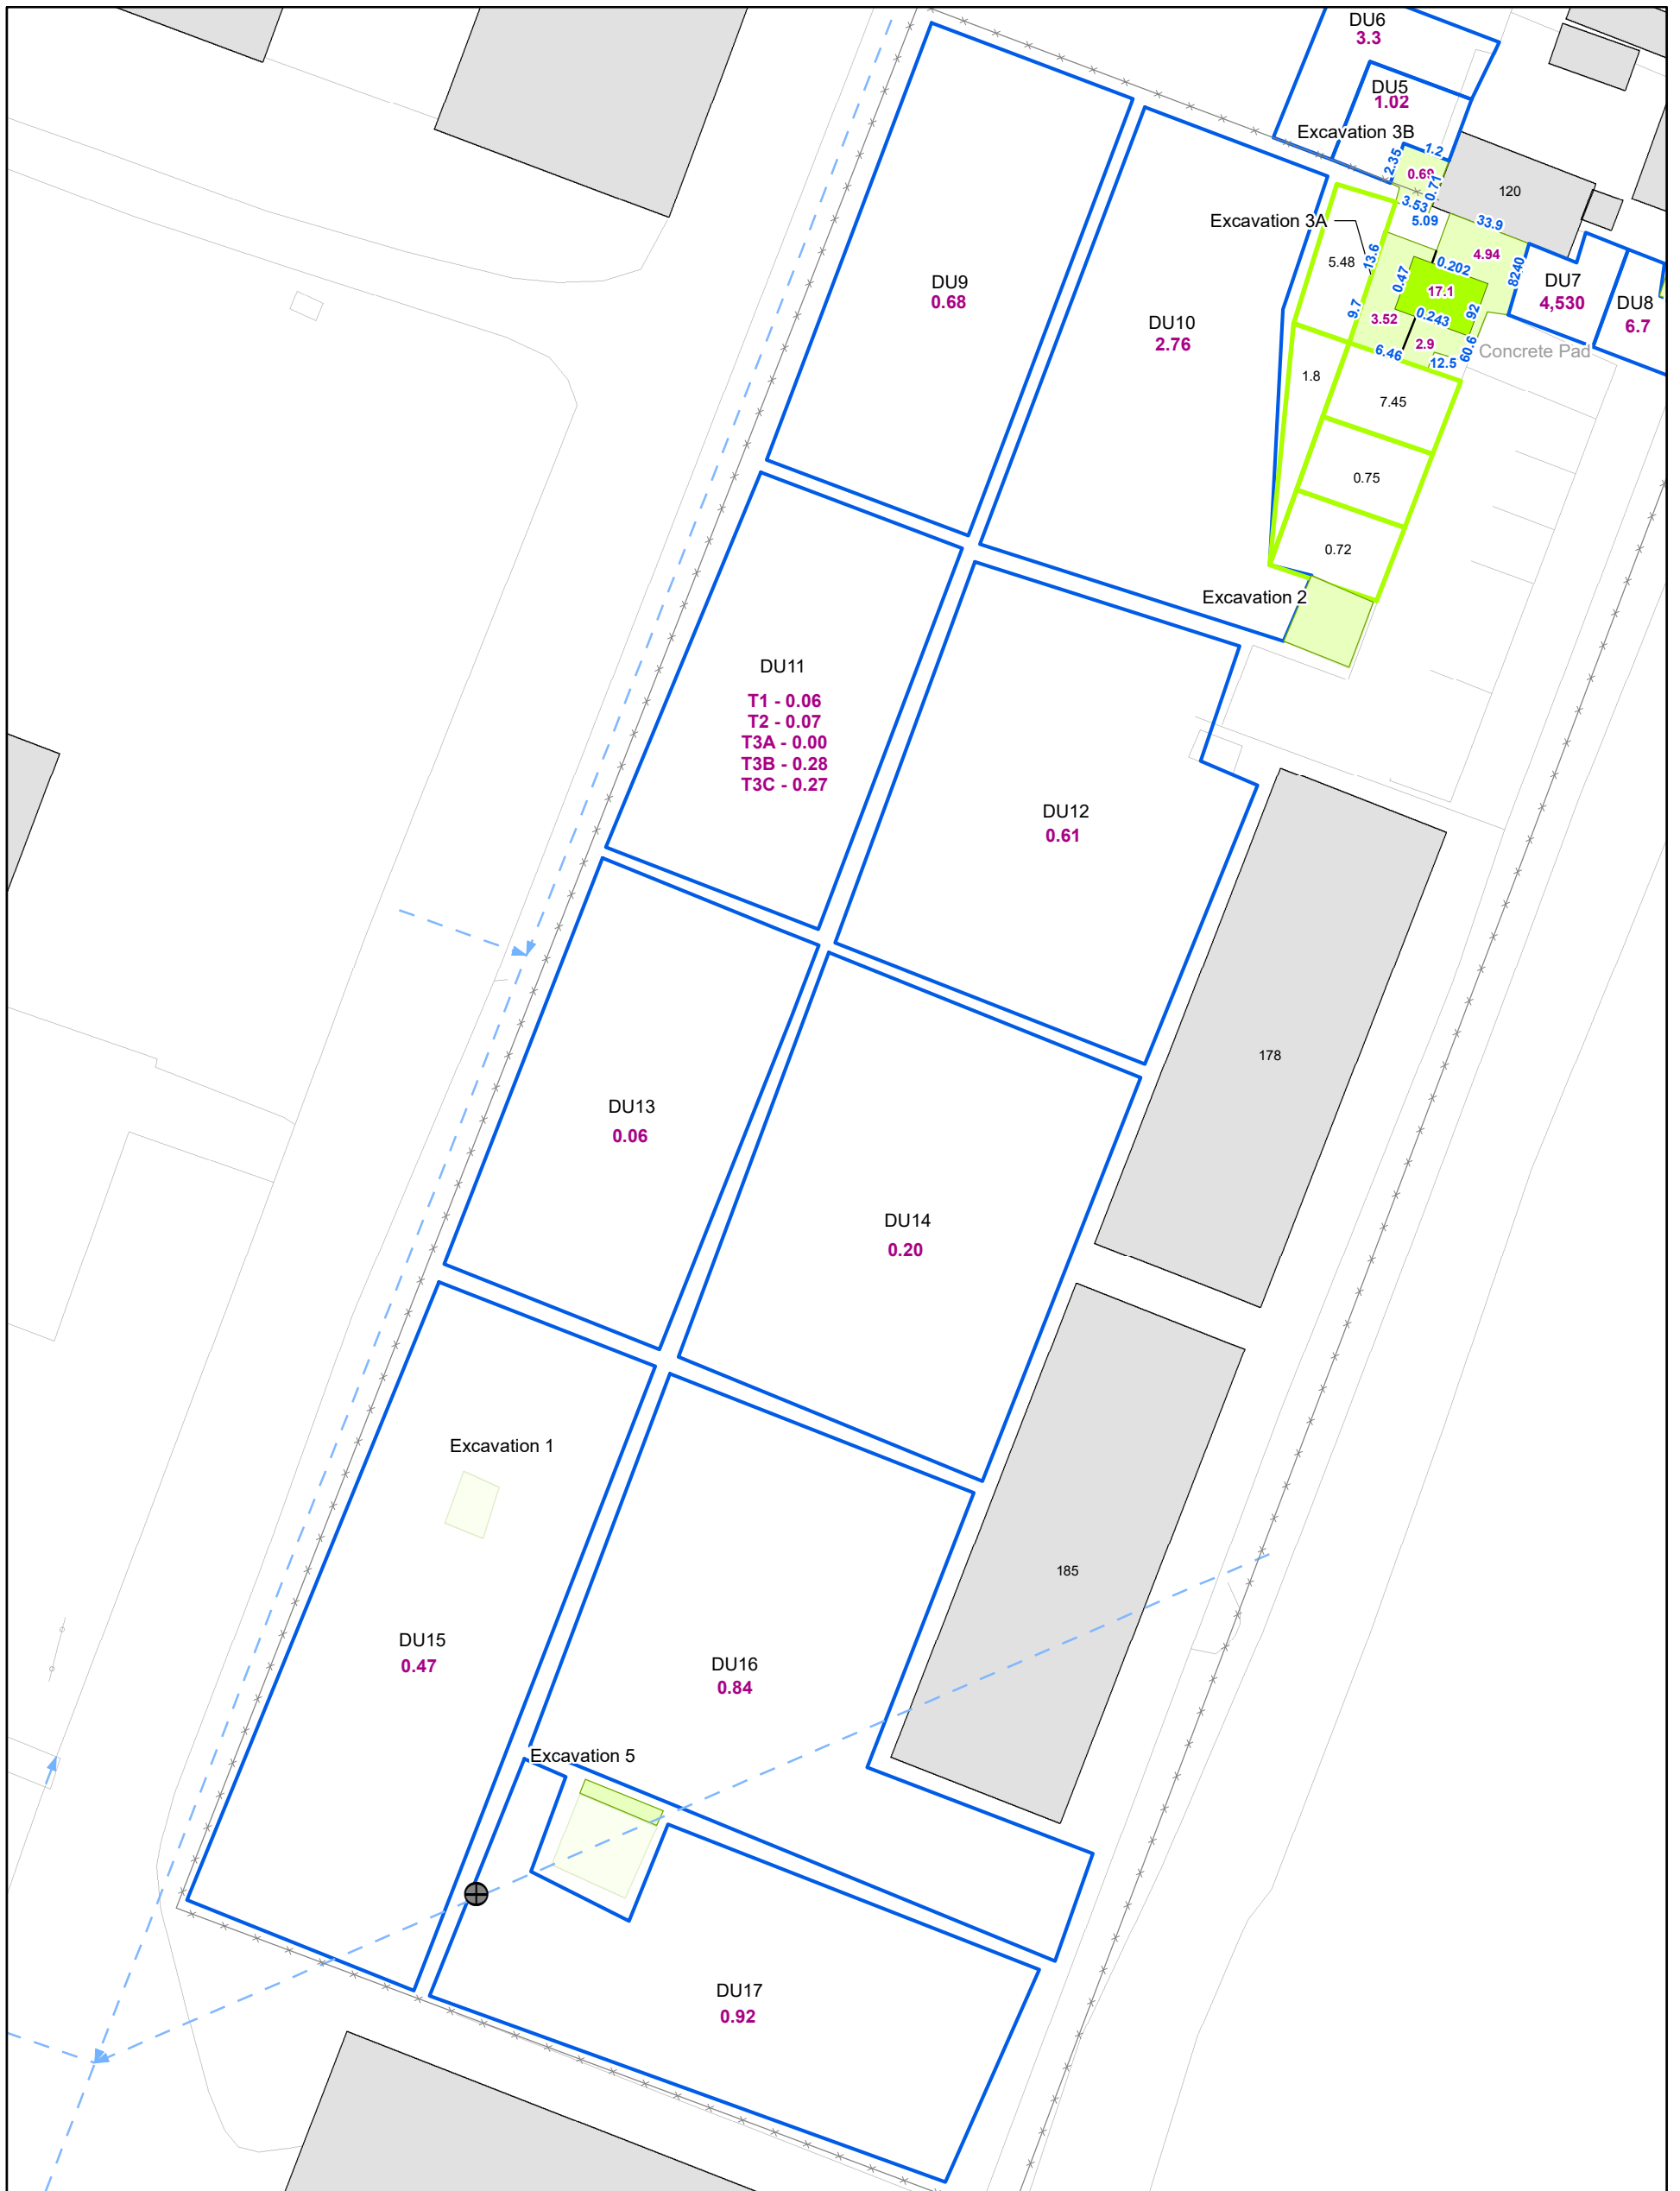 DU6
3.3
DU5
1.02
Excavation 3B
1.2
2.35
0.71
120
3.53
5.09
33.9
Excavation 3A
4.94
13.6
5.48
0.202
0.47
8240
DU7
4,530
DU8
6.7
DU9
0.68
17.1
9.7
3.52
0.243
92
DU10
2.76
2.9
60.6
6.46
12.5
Concrete Pad
1.8
7.45
0.75
0.72
Excavation 2
DU11
T1 - 0.06
T2 - 0.07
T3A - 0.00
T3B - 0.28
T3C - 0.27
DU12
0.61
178
DU13
0.06
DU14
0.20
Excavation 1
185
DU15
0.47
DU16
0.84
Excavation 5
DU17
0.92